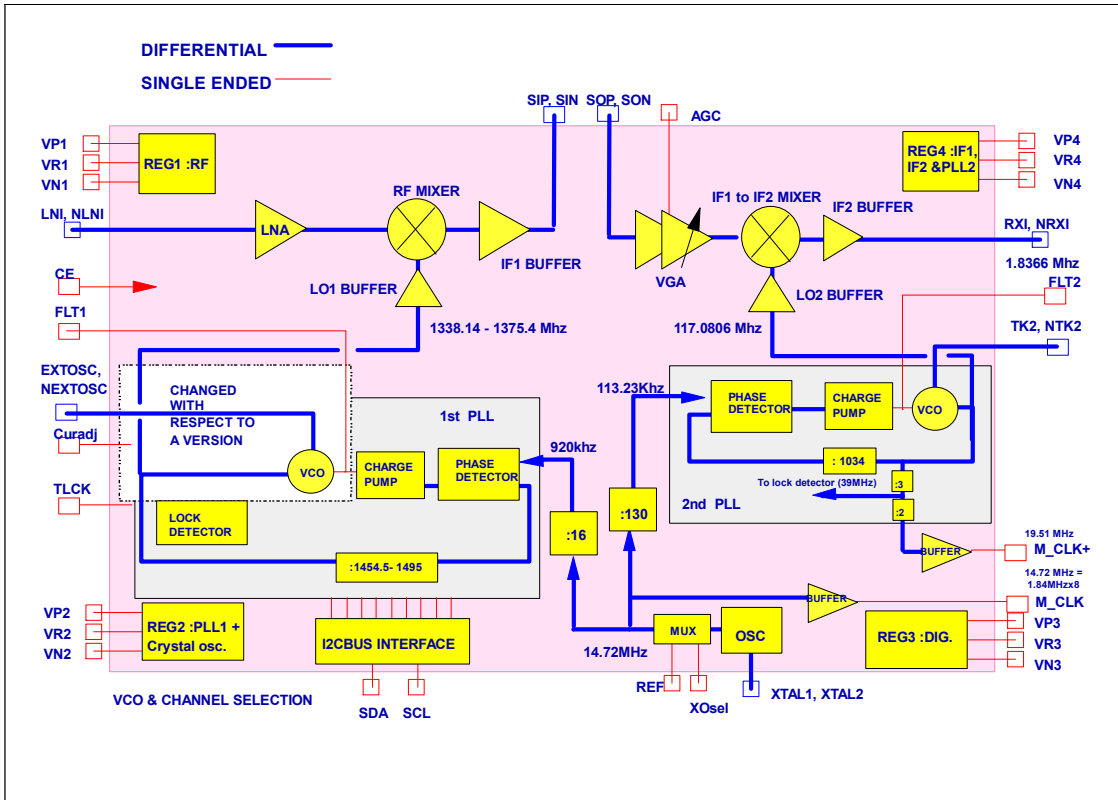 DIFFERENTIAL
SINGLE ENDED
SIP, SIN
SOP, SON
AGC
VP1
VR1
VN1
REG1 :RF
REG4 :IF1,
IF2 &PLL2
VP4
VR4
VN4
RF MIXER
IF1 to IF2 MIXER
LNI, NLNI
LNA
IF1 BUFFER
VGA
IF2 BUFFER
RXI, NRXI
1.8366 Mhz
CE
LO1 BUFFER
LO2 BUFFER
FLT2
FLT1
1338.14 - 1375.4 Mhz
117.0806 Mhz
TK2, NTK2
EXTOSC,
NEXTOSC
CHANGED
WITH
RESPECT TO
A VERSION
113.23Khz
PHASE
DETECTOR
CHARGE
PUMP
VCO
1st PLL
Curadj
920khz
VCO
CHARGE
PUMP
PHASE
DETECTOR
: 1034
To lock detector (39MHz)
:3
:2
2nd PLL
TLCK
LOCK
DETECTOR
:16
:130
19.51 MHz
BUFFER
M_CLK+
:1454.5- 1495
14.72 MHz =
1.84MHzx8
BUFFER
M_CLK
VP2
VR2
VN2
REG2 :PLL1 +
Crystal osc.
I2CBUS INTERFACE
14.72MHz
MUX
OSC
REG3 :DIG.
VP3
VR3
VN3
VCO & CHANNEL SELECTION
SDA
SCL
REF
XOsel
XTAL1, XTAL2